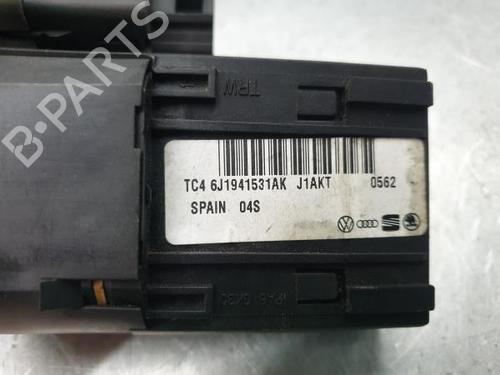 B-PARTS
TRW
TC4 6J1941531AK J1AKT 0562
SPAIN 04S